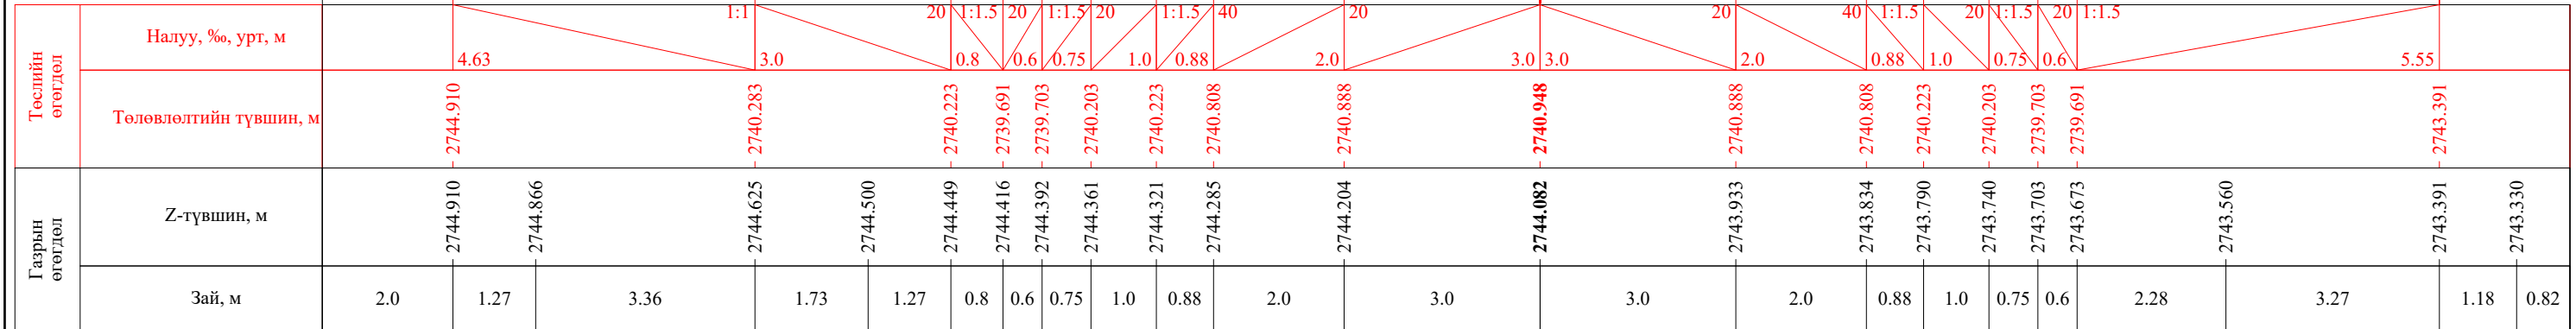 Төслийн өгөгдөл
Налуу, ‰, урт, м
1:1 20 1:1.5 20 1:1.5 20 1:1.5 40 20 20 40 1:1.5 20 1:1.5 20 1:1.5
4.63 3.0 0.8 0.6 0.75 1.0 0.88 2.0 3.0 3.0 2.0 0.88 1.0 0.75 0.6 5.55
Төлөвлөлтийн түвшин, м
2744.910 2740.283 2740.223 2739.691 2739.703 2740.203 2740.223 2740.808 2740.888 2740.948 2740.888 2740.808 2740.223 2740.203 2739.703 2739.691 2743.391
Газрын өгөгдөл
Z-түвшин, м
2744.910 2744.866 2744.625 2744.500 2744.449 2744.416 2744.392 2744.361 2744.321 2744.285 2744.204 2744.082 2743.933 2743.834 2743.790 2743.740 2743.703 2743.673 2743.560 2743.391 2743.330
Зай, м
2.0 1.27 3.36 1.73 1.27 0.8 0.6 0.75 1.0 0.88 2.0 3.0 3.0 2.0 0.88 1.0 0.75 0.6 2.28 3.27 1.18 0.82